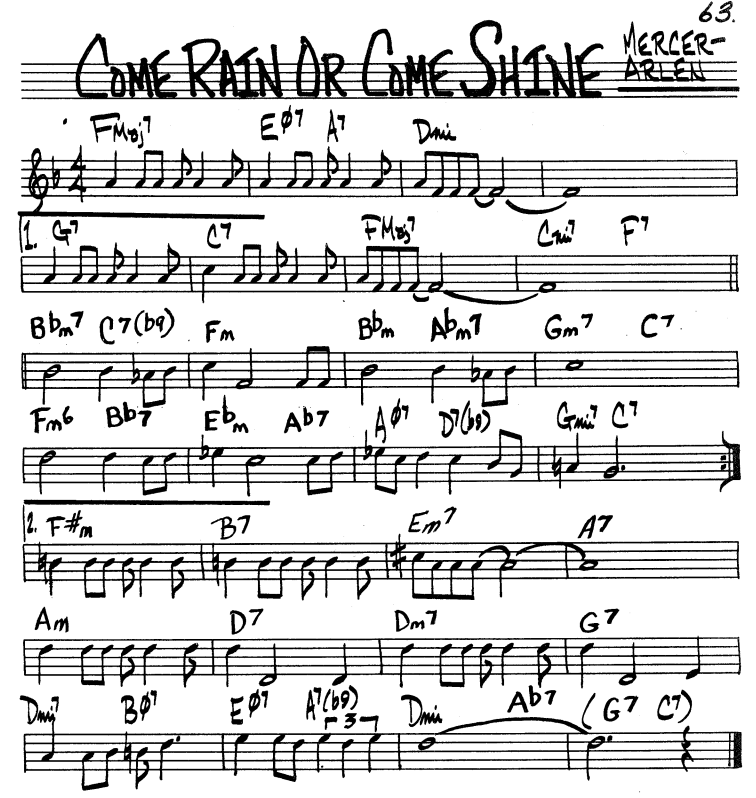 63.
COME RAIN OR COME SHINE
MERCER-
ARLEN
FMaj7 EØ7 A7 Dmi
1. G7 C7 FMaj7 Cmi7 F7
Bbm7 C7(b9) Fm Bbm Abm7 Gm7 C7
Fm6 Bb7 Ebm Ab7 AØ7 D7(b9) Gmi7 C7
2. F#m B7 Em7 A7
Am D7 Dm7 G7
Dmi7 BØ7 EØ7 A7(b9) Dmi Ab7 (G7 C7)
3